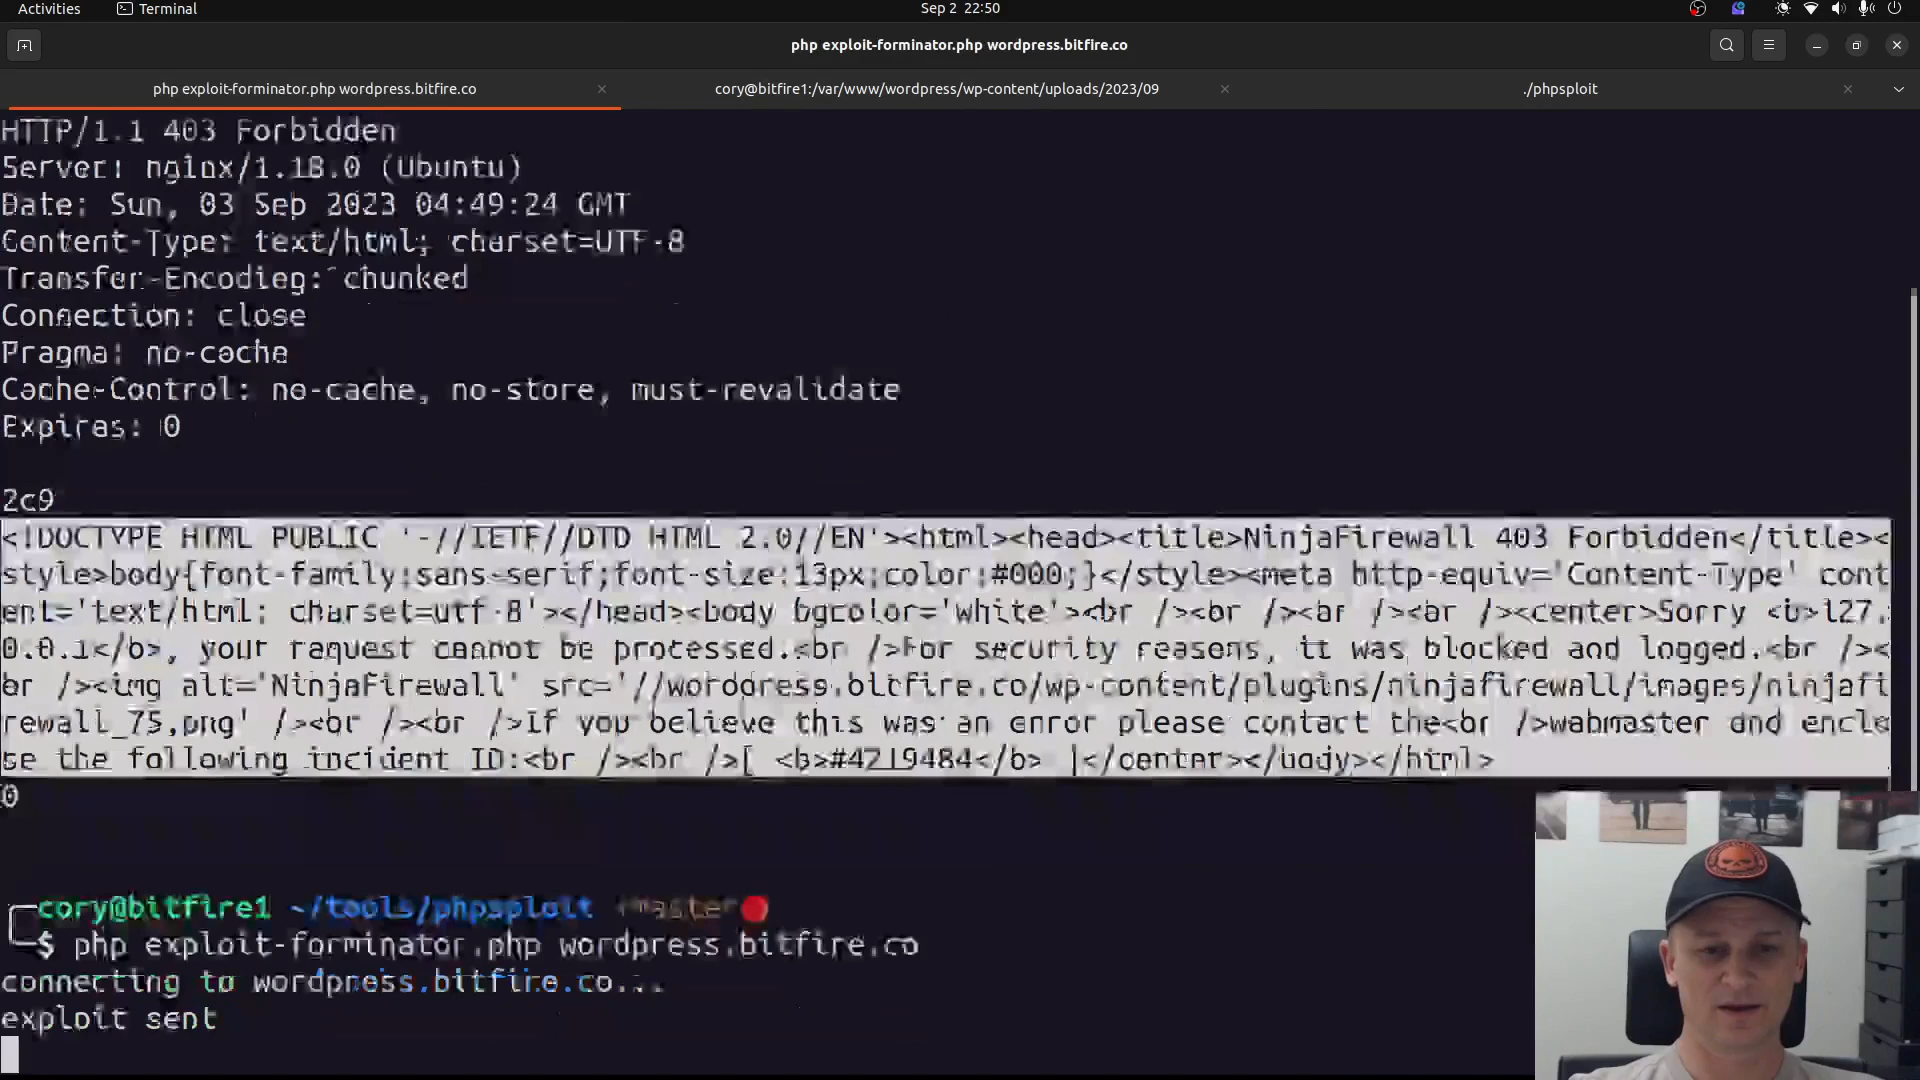 Activities
Terminal
Sep 2 22:50
php exploit-forminator.php wordpress.bitfire.co
php exploit-forminator.php wordpress.bitfire.co
cory@bitfire1:/var/www/wordpress/wp-content/uploads/2023/09
./phpsploit
HTTP/1.1 403 Forbidden
Server: nginx/1.18.0 (Ubuntu)
Date: Sun, 03 Sep 2023 04:49:24 GMT
Content-Type: text/html; charset=UTF-8
Transfer-Encoding: chunked
Connection: close
Pragma: no-cache
Cache-Control: no-cache, no-store, must-revalidate
Expires: 0
2c9
<!DOCTYPE HTML PUBLIC '-//IETF//DTD HTML 2.0//EN'><html><head><title>NinjaFirewall 403 Forbidden</title><
style>body{font-family:sans-serif;font-size:13px;color:#000;}</style><meta http-equiv='Content-Type' cont
ent='text/html; charset=utf-8'></head><body bgcolor='white'><br /><br /><br /><br /><center>Sorry <b>127.
0.0.1</b>, your request cannot be processed.<br />For security reasons, it was blocked and logged.<br /><
br /><img alt='NinjaFirewall' src='//wordpress.bitfire.co/wp-content/plugins/ninjafirewall/images/ninjafi
rewall_75.png' /><br /><br />If you believe this was an error please contact the<br />webmaster and enclo
se the following incident ID:<br /><br />[ <b>#4219484</b> ]</center></body></html>
0
cory@bitfire1 ~/tools/phpsploit ‹master
$ php exploit-forminator.php wordpress.bitfire.co
connecting to wordpress.bitfire.co...
exploit sent